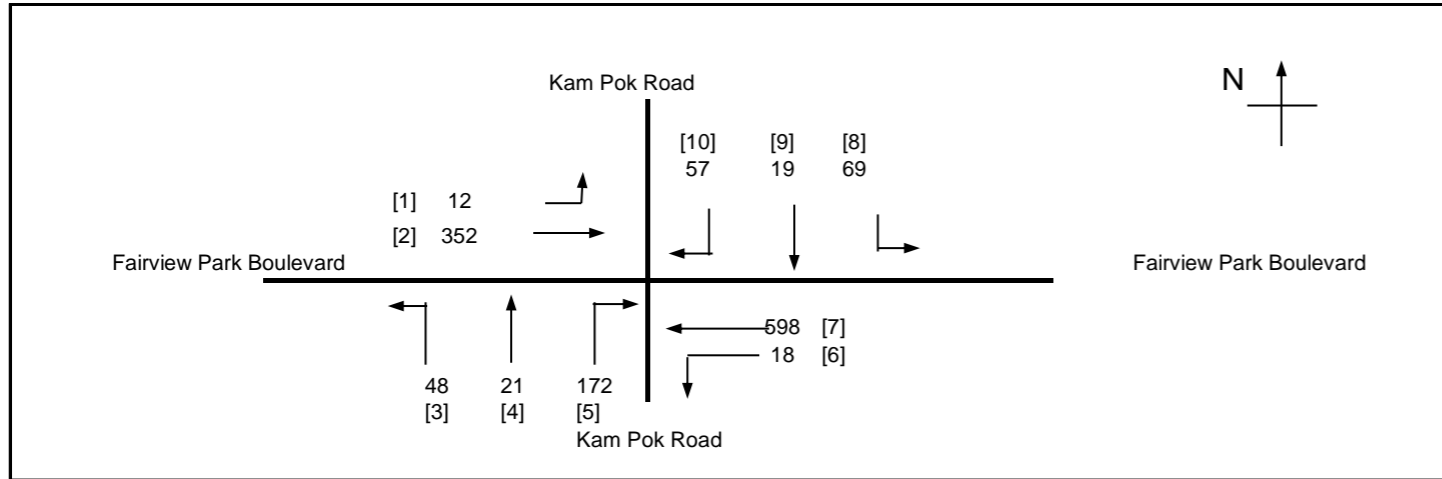 Kam Pok Road
N
[10] [9] [8]
57 19 69
[1] 12
[2] 352
Fairview Park Boulevard
Fairview Park Boulevard
598 [7]
18 [6]
48 21 172
[3] [4] [5]
Kam Pok Road